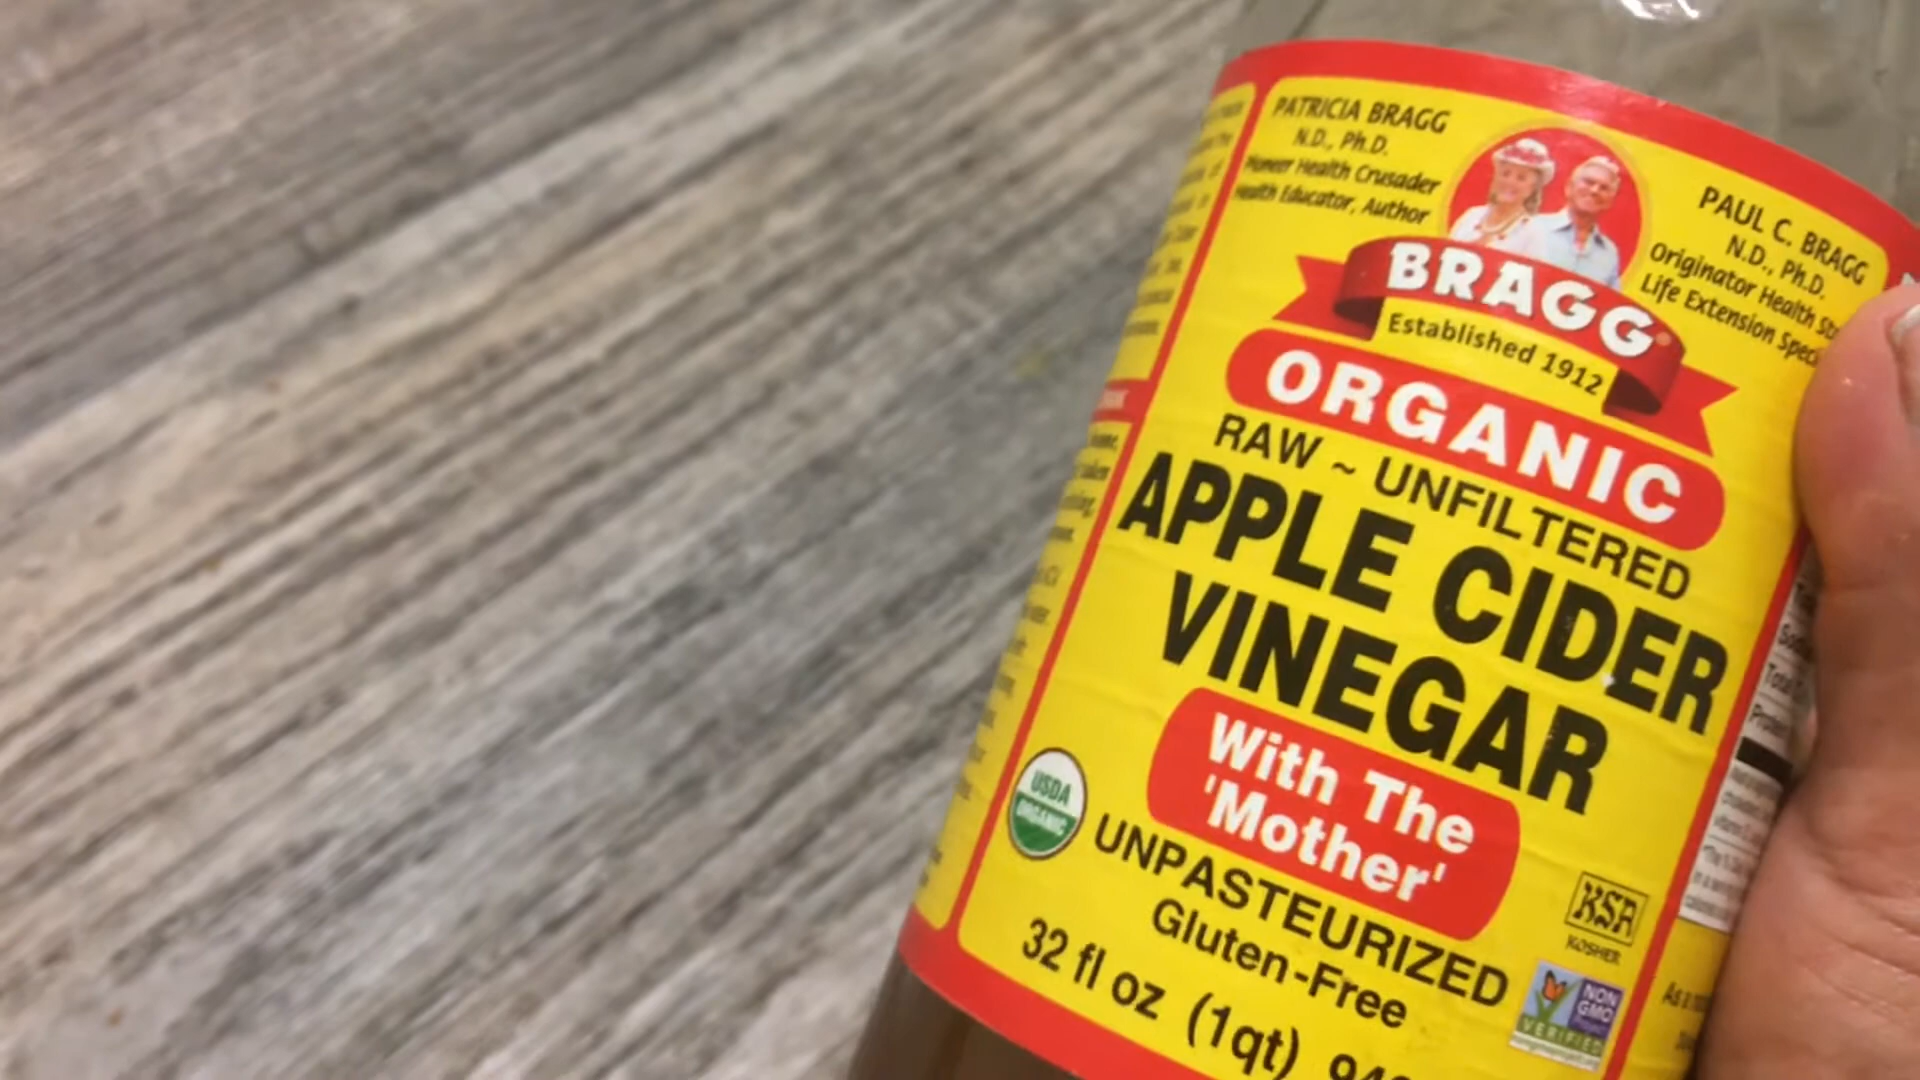 PATRICIA BRAGG
N.D., Ph.D.
Pioneer Health Crusader
Health Educator, Author
PAUL C. BRAGG
N.D., Ph.D.
Originator Health
Life Extension
BRAGG
Established 1912
ORGANIC
RAW ~ UNFILTERED
APPLE CIDER
VINEGAR
With The
'Mother'
USDA
ORGANIC
UNPASTEURIZED
Gluten-Free
32 fl oz (1qt)
KSA
KOSHER
NON
GMO
VERIFIED